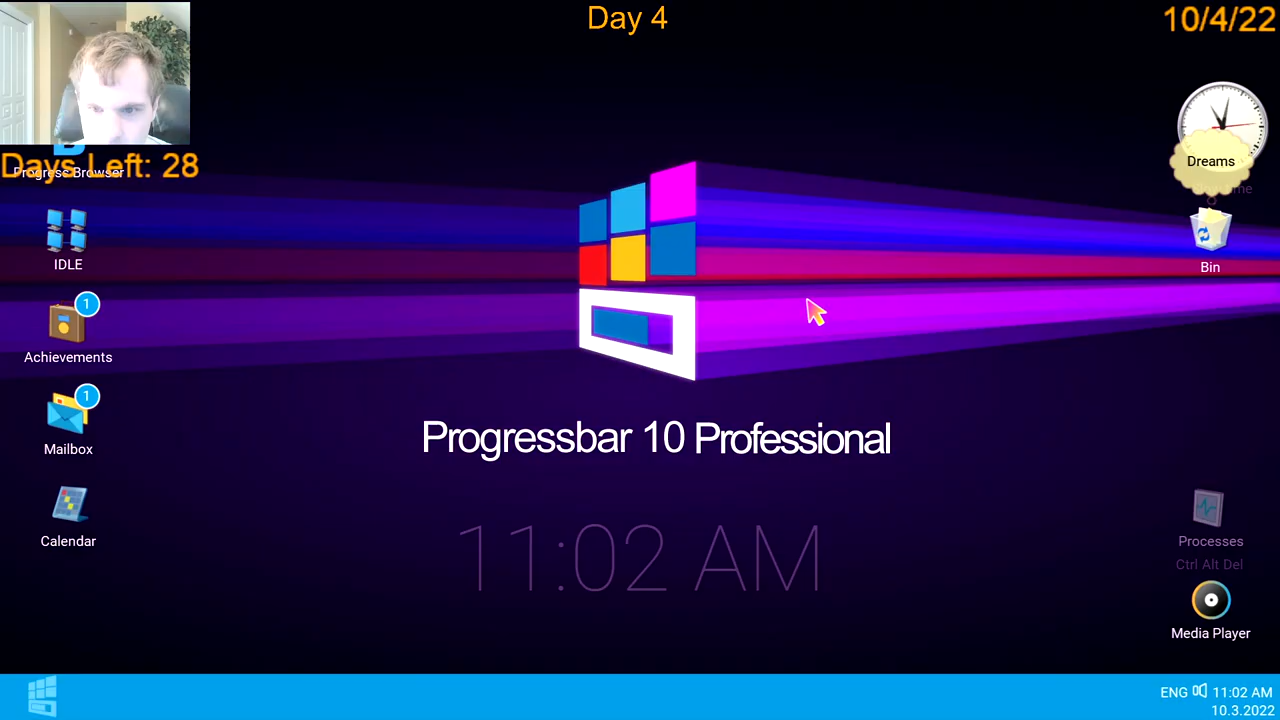 Day 4
10/4/22
Days Left: 28
Progress Browser
Dreams
IDLE
Bin
1
Achievements
1
Mailbox
Progressbar 10 Professional
Calendar
11:02 AM
Processes
Ctrl Alt Del
Media Player
ENG 11:02 AM
10.3.2022